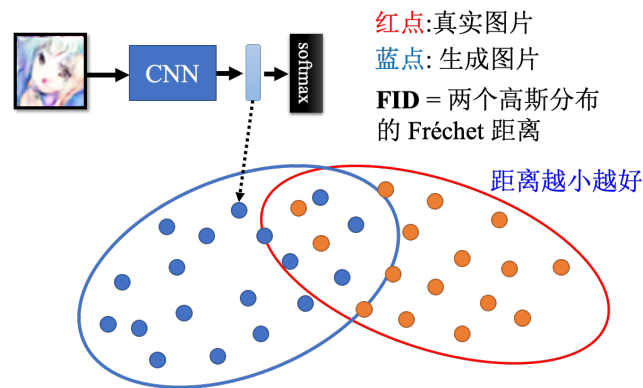 CNN
softmax
红点:真实图片
蓝点: 生成图片
FID = 两个高斯分布
的 Fréchet 距离
距离越小越好